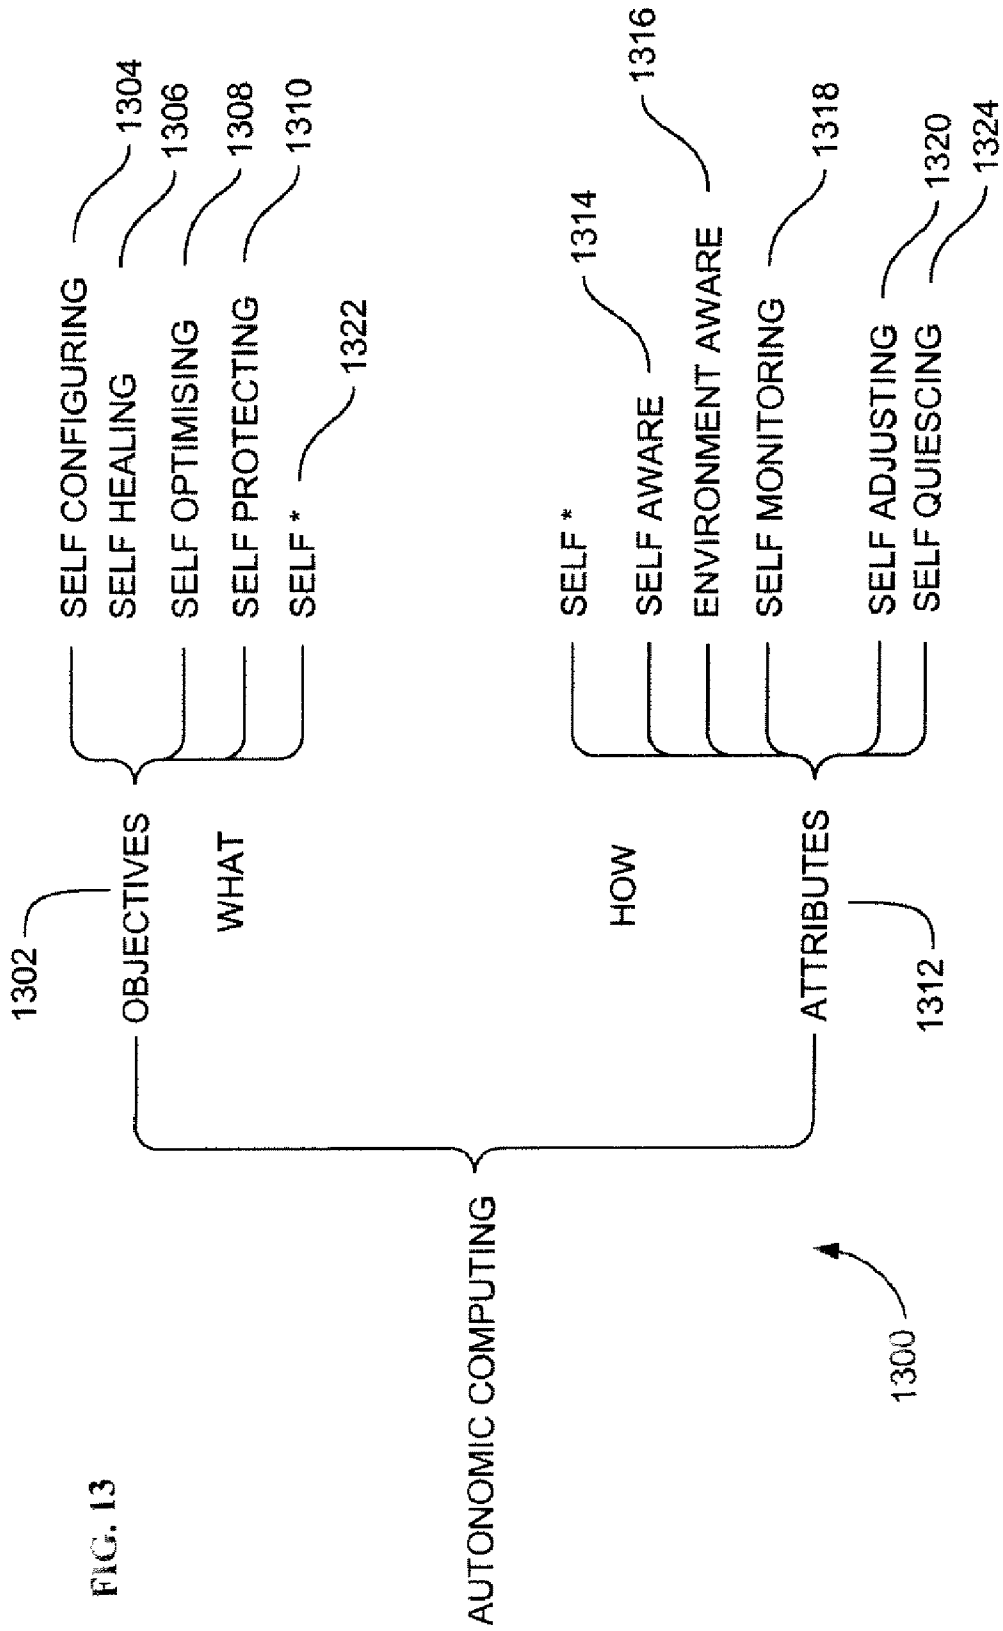 FIG. 13
AUTONOMIC COMPUTING
1300
1302
OBJECTIVES
WHAT
SELF CONFIGURING
1304
SELF HEALING
1306
SELF OPTIMISING
1308
SELF PROTECTING
1310
SELF *
1322
HOW
ATTRIBUTES
1312
SELF *
SELF AWARE
1314
ENVIRONMENT AWARE
1316
SELF MONITORING
1318
SELF ADJUSTING
1320
SELF QUIESCING
1324